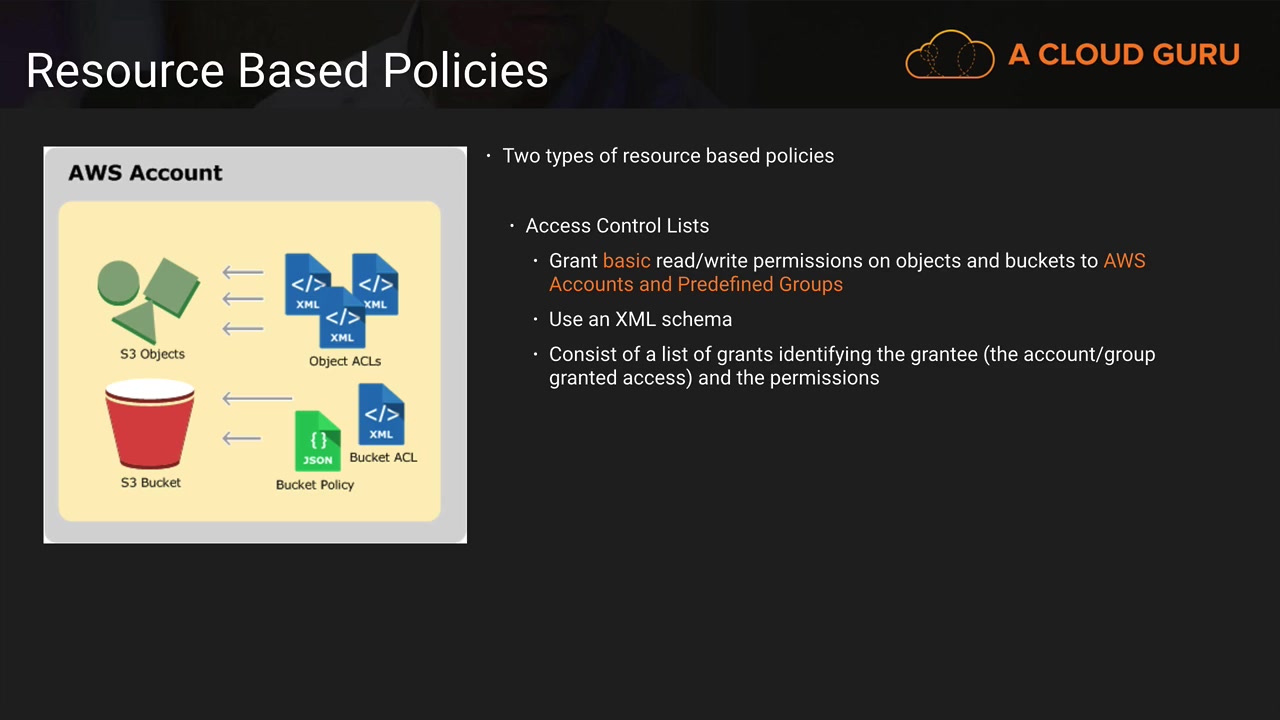 Resource Based Policies
A CLOUD GURU
AWS Account
</> XML
</> XML
</> XML
S3 Objects
Object ACLs
</> XML
{ } JSON
Bucket ACL
S3 Bucket
Bucket Policy
· Two types of resource based policies
· Access Control Lists
· Grant basic read/write permissions on objects and buckets to AWS
Accounts and Predefined Groups
· Use an XML schema
· Consist of a list of grants identifying the grantee (the account/group
granted access) and the permissions